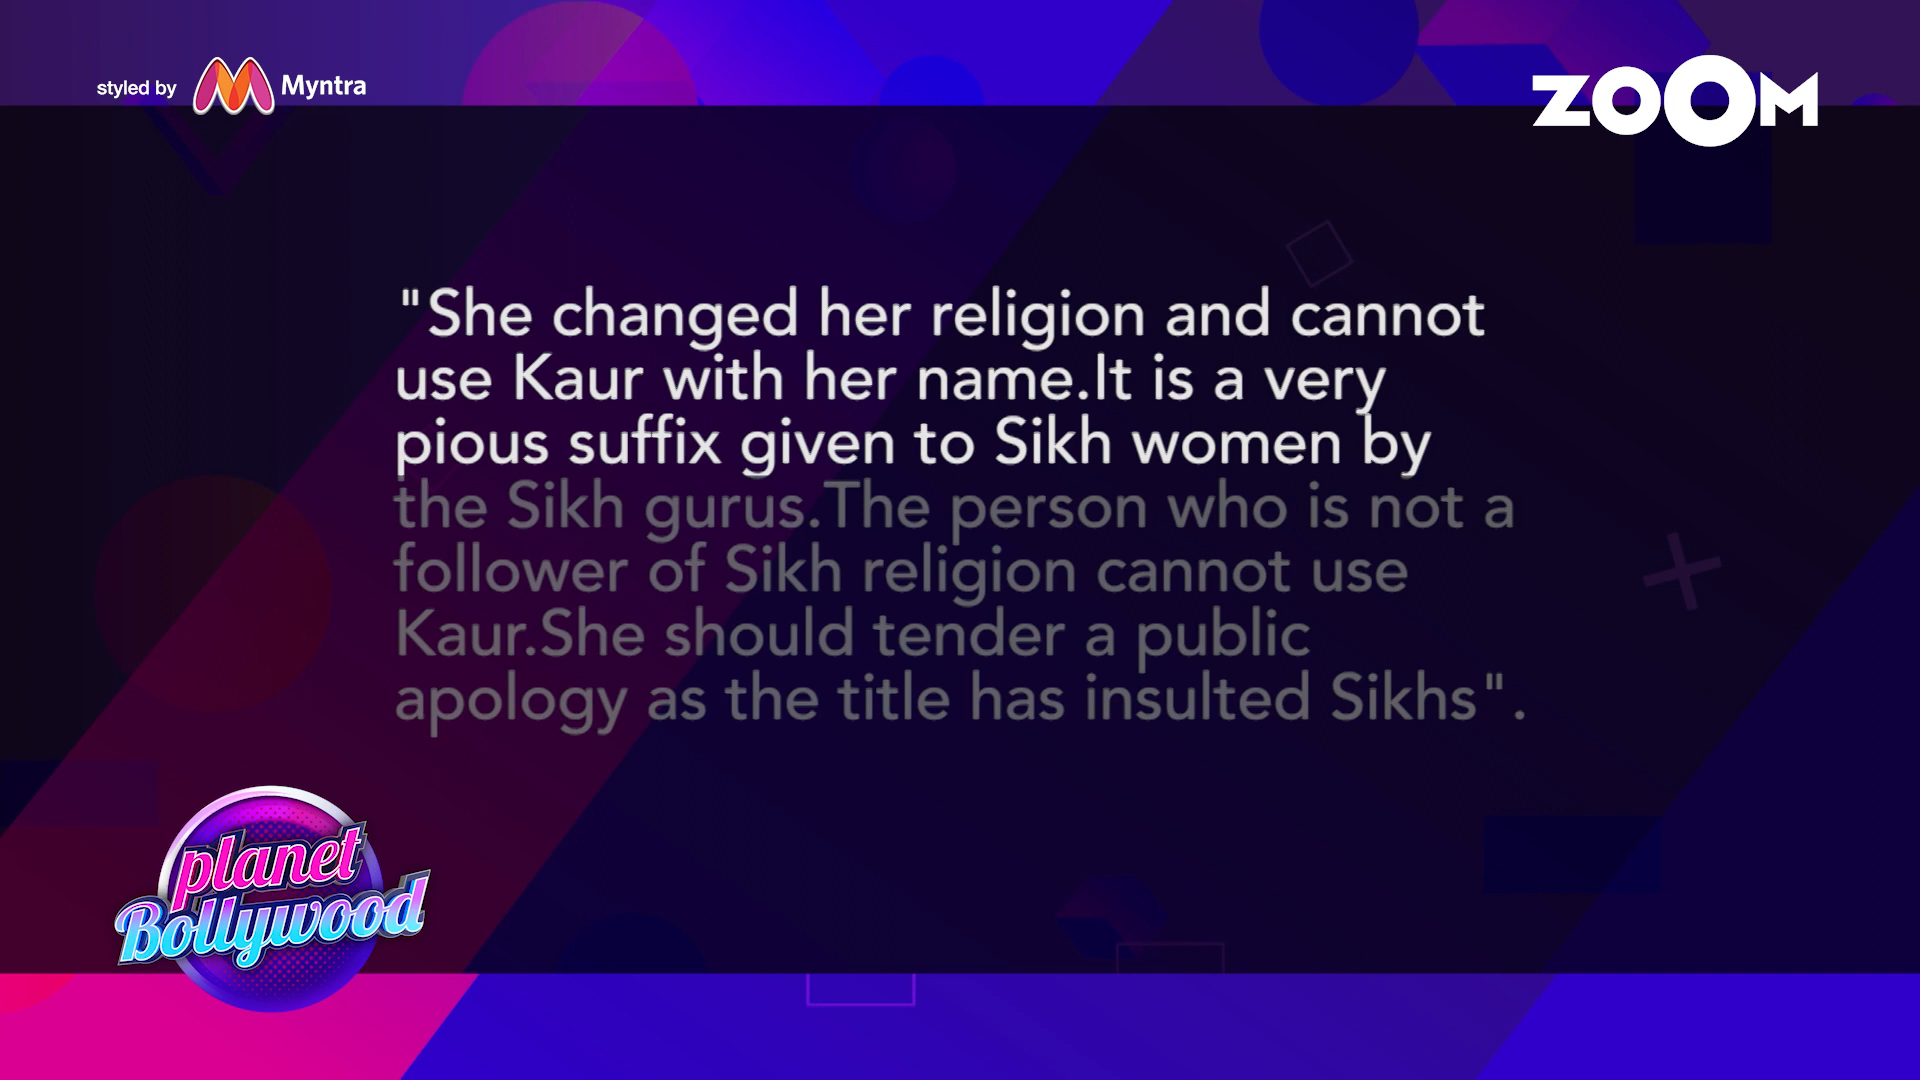 styled by Myntra
ZOOM
"She changed her religion and cannot
use Kaur with her name.It is a very
pious suffix given to Sikh women by
the Sikh gurus.The person who is not a
follower of Sikh religion cannot use
Kaur.She should tender a public
apology as the title has insulted Sikhs".
planet
Bollywood